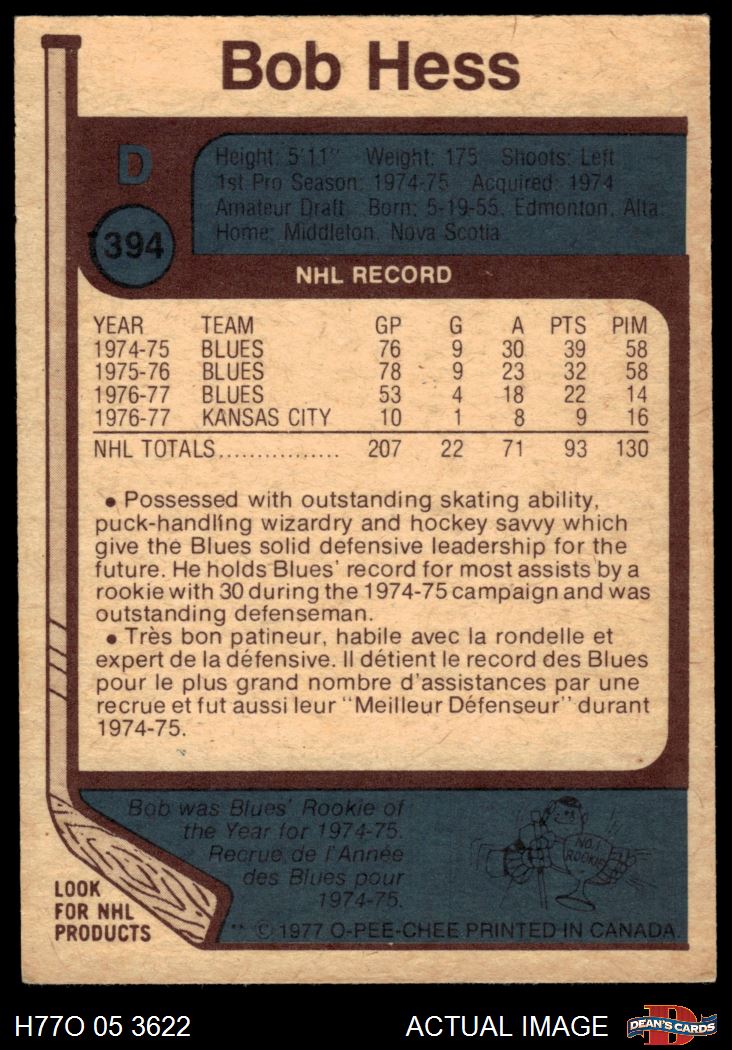 Bob Hess
D
394
Height: 5'11" Weight: 175 Shoots: Left
1st Pro Season: 1974-75 Acquired: 1974
Amateur Draft Born: 5-19-55, Edmonton, Alta.
Home: Middleton, Nova Scotia
NHL RECORD
YEAR TEAM GP G A PTS PIM
1974-75 BLUES 76 9 30 39 58
1975-76 BLUES 78 9 23 32 58
1976-77 BLUES 53 4 18 22 14
1976-77 KANSAS CITY 10 1 8 9 16
NHL TOTALS................ 207 22 71 93 130
• Possessed with outstanding skating ability,
puck-handling wizardry and hockey savvy which
give the Blues solid defensive leadership for the
future. He holds Blues' record for most assists by a
rookie with 30 during the 1974-75 campaign and was
outstanding defenseman.
• Très bon patineur, habile avec la rondelle et
expert de la défensive. Il détient le record des Blues
pour le plus grand nombre d'assistances par une
recrue et fut aussi leur "Meilleur Défenseur" durant
1974-75.
Bob was Blues' Rookie of
the Year for 1974-75.
Recrue de l'Année
des Blues pour
1974-75.
NO.1
ROOKIE
LOOK
FOR NHL
PRODUCTS
** © 1977 O-PEE-CHEE PRINTED IN CANADA
H77O 05 3622
ACTUAL IMAGE
D
DEAN'S CARDS